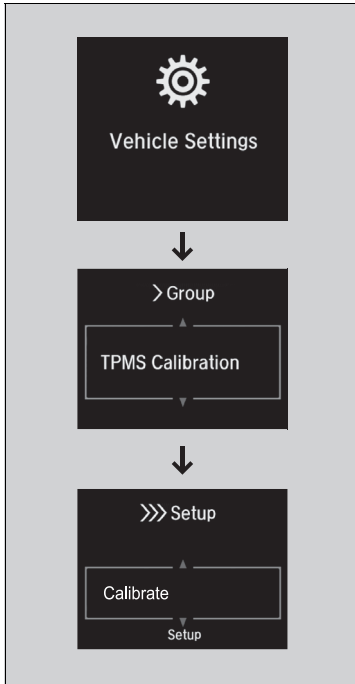 Vehicle Settings
> Group
TPMS Calibration
>>> Setup
Calibrate
Setup